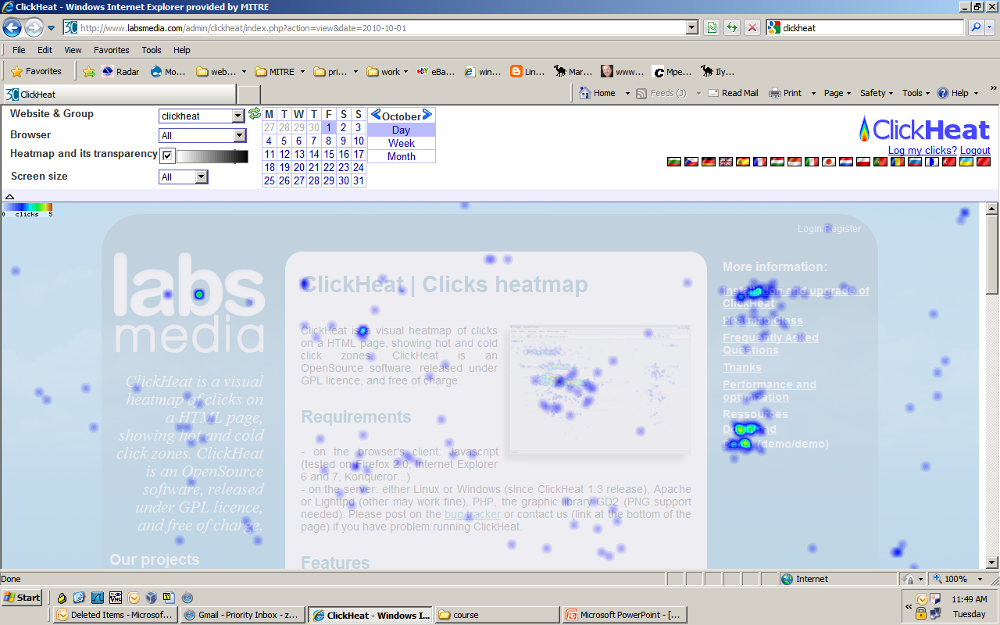 ClickHeat - Windows Internet Explorer provided by MITRE
http://www.labsmedia.com/admin/clickheat/index.php?action=view&date=2010-10-01
clickheat
File Edit View Favorites Tools Help
Favorites Radar Mo... web... MITRE pri... work eBa... win... Lin... Mar... www... Mpe... Ily...
ClickHeat
Home Feeds (J) Read Mail Print Page Safety Tools Help
Website & Group clickheat
Browser All
Heatmap and its transparency
Screen size All
M T W T F S S
27 28 29 30 1 2 3
4 5 6 7 8 9 10
11 12 13 14 15 16 17
18 19 20 21 22 23 24
25 26 27 28 29 30 31
October
Day
Week
Month
ClickHeat
Log my clicks? Logout
0 clicks 5
Login/Register
labs
media
ClickHeat is a visual
heatmap of clicks on
a HTML page,
showing hot and cold
click zones. ClickHeat
is an OpenSource
software, released
under GPL licence,
and free of charge.
Our projects
ClickHeat | Clicks heatmap
ClickHeat is a visual heatmap of clicks
on a HTML page, showing hot and cold
click zones. ClickHeat is an
OpenSource software, released under
GPL licence, and free of charge.
Requirements
- on the browser's client: Javascript
(tested on Firefox 2.0, Internet Explorer
6 and 7, Konqueror...)
- on the server: either Linux or Windows (since ClickHeat 1.3 release), Apache
or Lighttpd (other may work fine), PHP, the graphic library GD2 (PNG support
needed). Please post on the bug tracker or contact us (link at the bottom of the
page) if you have problem running ClickHeat.
Features
More information:
Installation and upgrade of
ClickHeat
Heatmap Class
Frequently Asked
Questions
Thanks
Performance and
optimization
Ressources
Download
(demo/demo)
Done
Internet
100%
Start
Deleted Items - Microsof...
Gmail - Priority Inbox - z...
ClickHeat - Windows I...
course
Microsoft PowerPoint - [...
11:49 AM
Tuesday